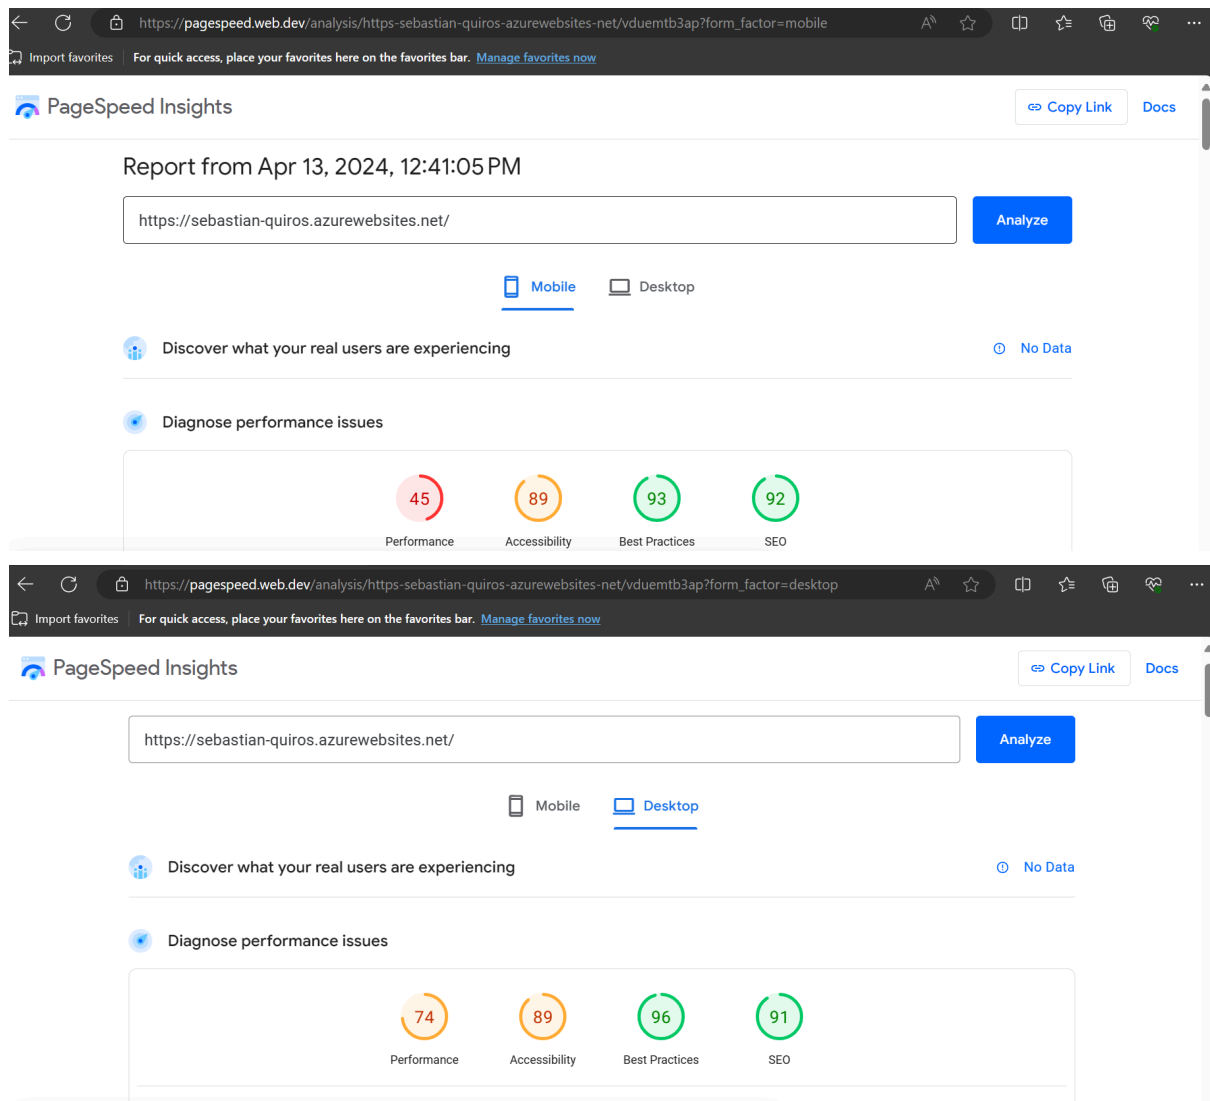 https://pagespeed.web.dev/analysis/https-sebastian-quiros-azurewebsites-net/vduemtb3ap?form_factor=mobile
Import favorites For quick access, place your favorites here on the favorites bar. Manage favorites now
PageSpeed Insights Copy Link Docs
Report from Apr 13, 2024, 12:41:05 PM
https://sebastian-quiros.azurewebsites.net/ Analyze
Mobile Desktop
Discover what your real users are experiencing No Data
Diagnose performance issues
45 89 93 92
Performance Accessibility Best Practices SEO
https://pagespeed.web.dev/analysis/https-sebastian-quiros-azurewebsites-net/vduemtb3ap?form_factor=desktop
Import favorites For quick access, place your favorites here on the favorites bar. Manage favorites now
PageSpeed Insights Copy Link Docs
https://sebastian-quiros.azurewebsites.net/ Analyze
Mobile Desktop
Discover what your real users are experiencing No Data
Diagnose performance issues
74 89 96 91
Performance Accessibility Best Practices SEO